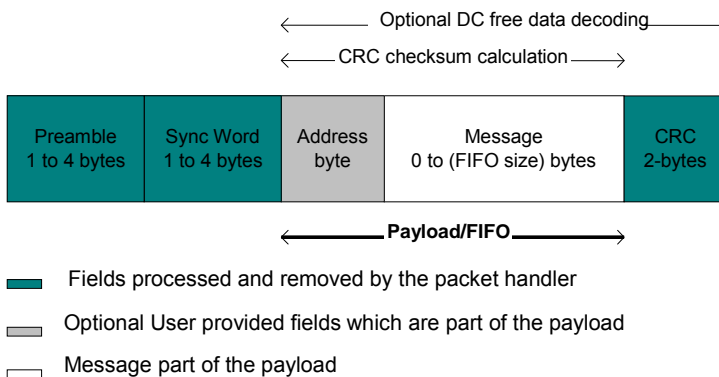 Optional DC free data decoding
CRC checksum calculation
Preamble
1 to 4 bytes
Sync Word
1 to 4 bytes
Address
byte
Message
0 to (FIFO size) bytes
CRC
2-bytes
Payload/FIFO
Fields processed and removed by the packet handler
Optional User provided fields which are part of the payload
Message part of the payload